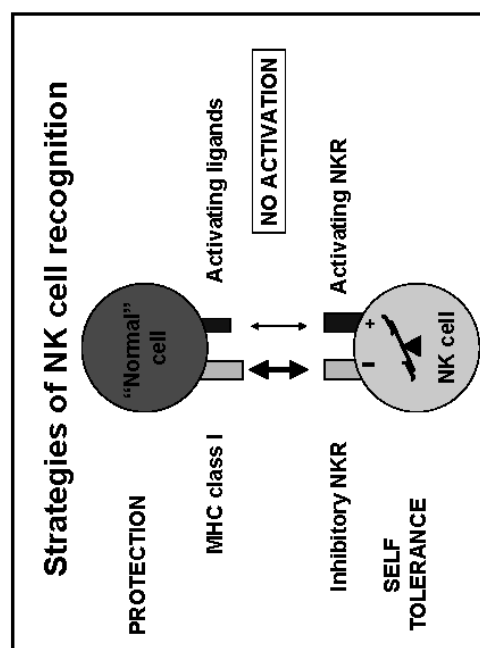 Strategies of NK cell recognition
PROTECTION
"Normal"
cell
MHC class I
Activating ligands
NO ACTIVATION
Inhibitory NKR
Activating NKR
SELF
TOLERANCE
I
+
NK cell